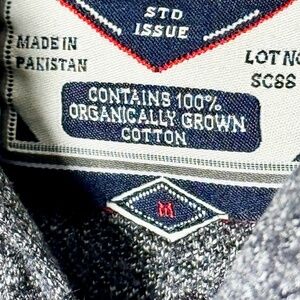 STD
ISSUE
MADE IN
PAKISTAN
LOT NO
SC88
CONTAINS 100%
ORGANICALLY GROWN
COTTON
M